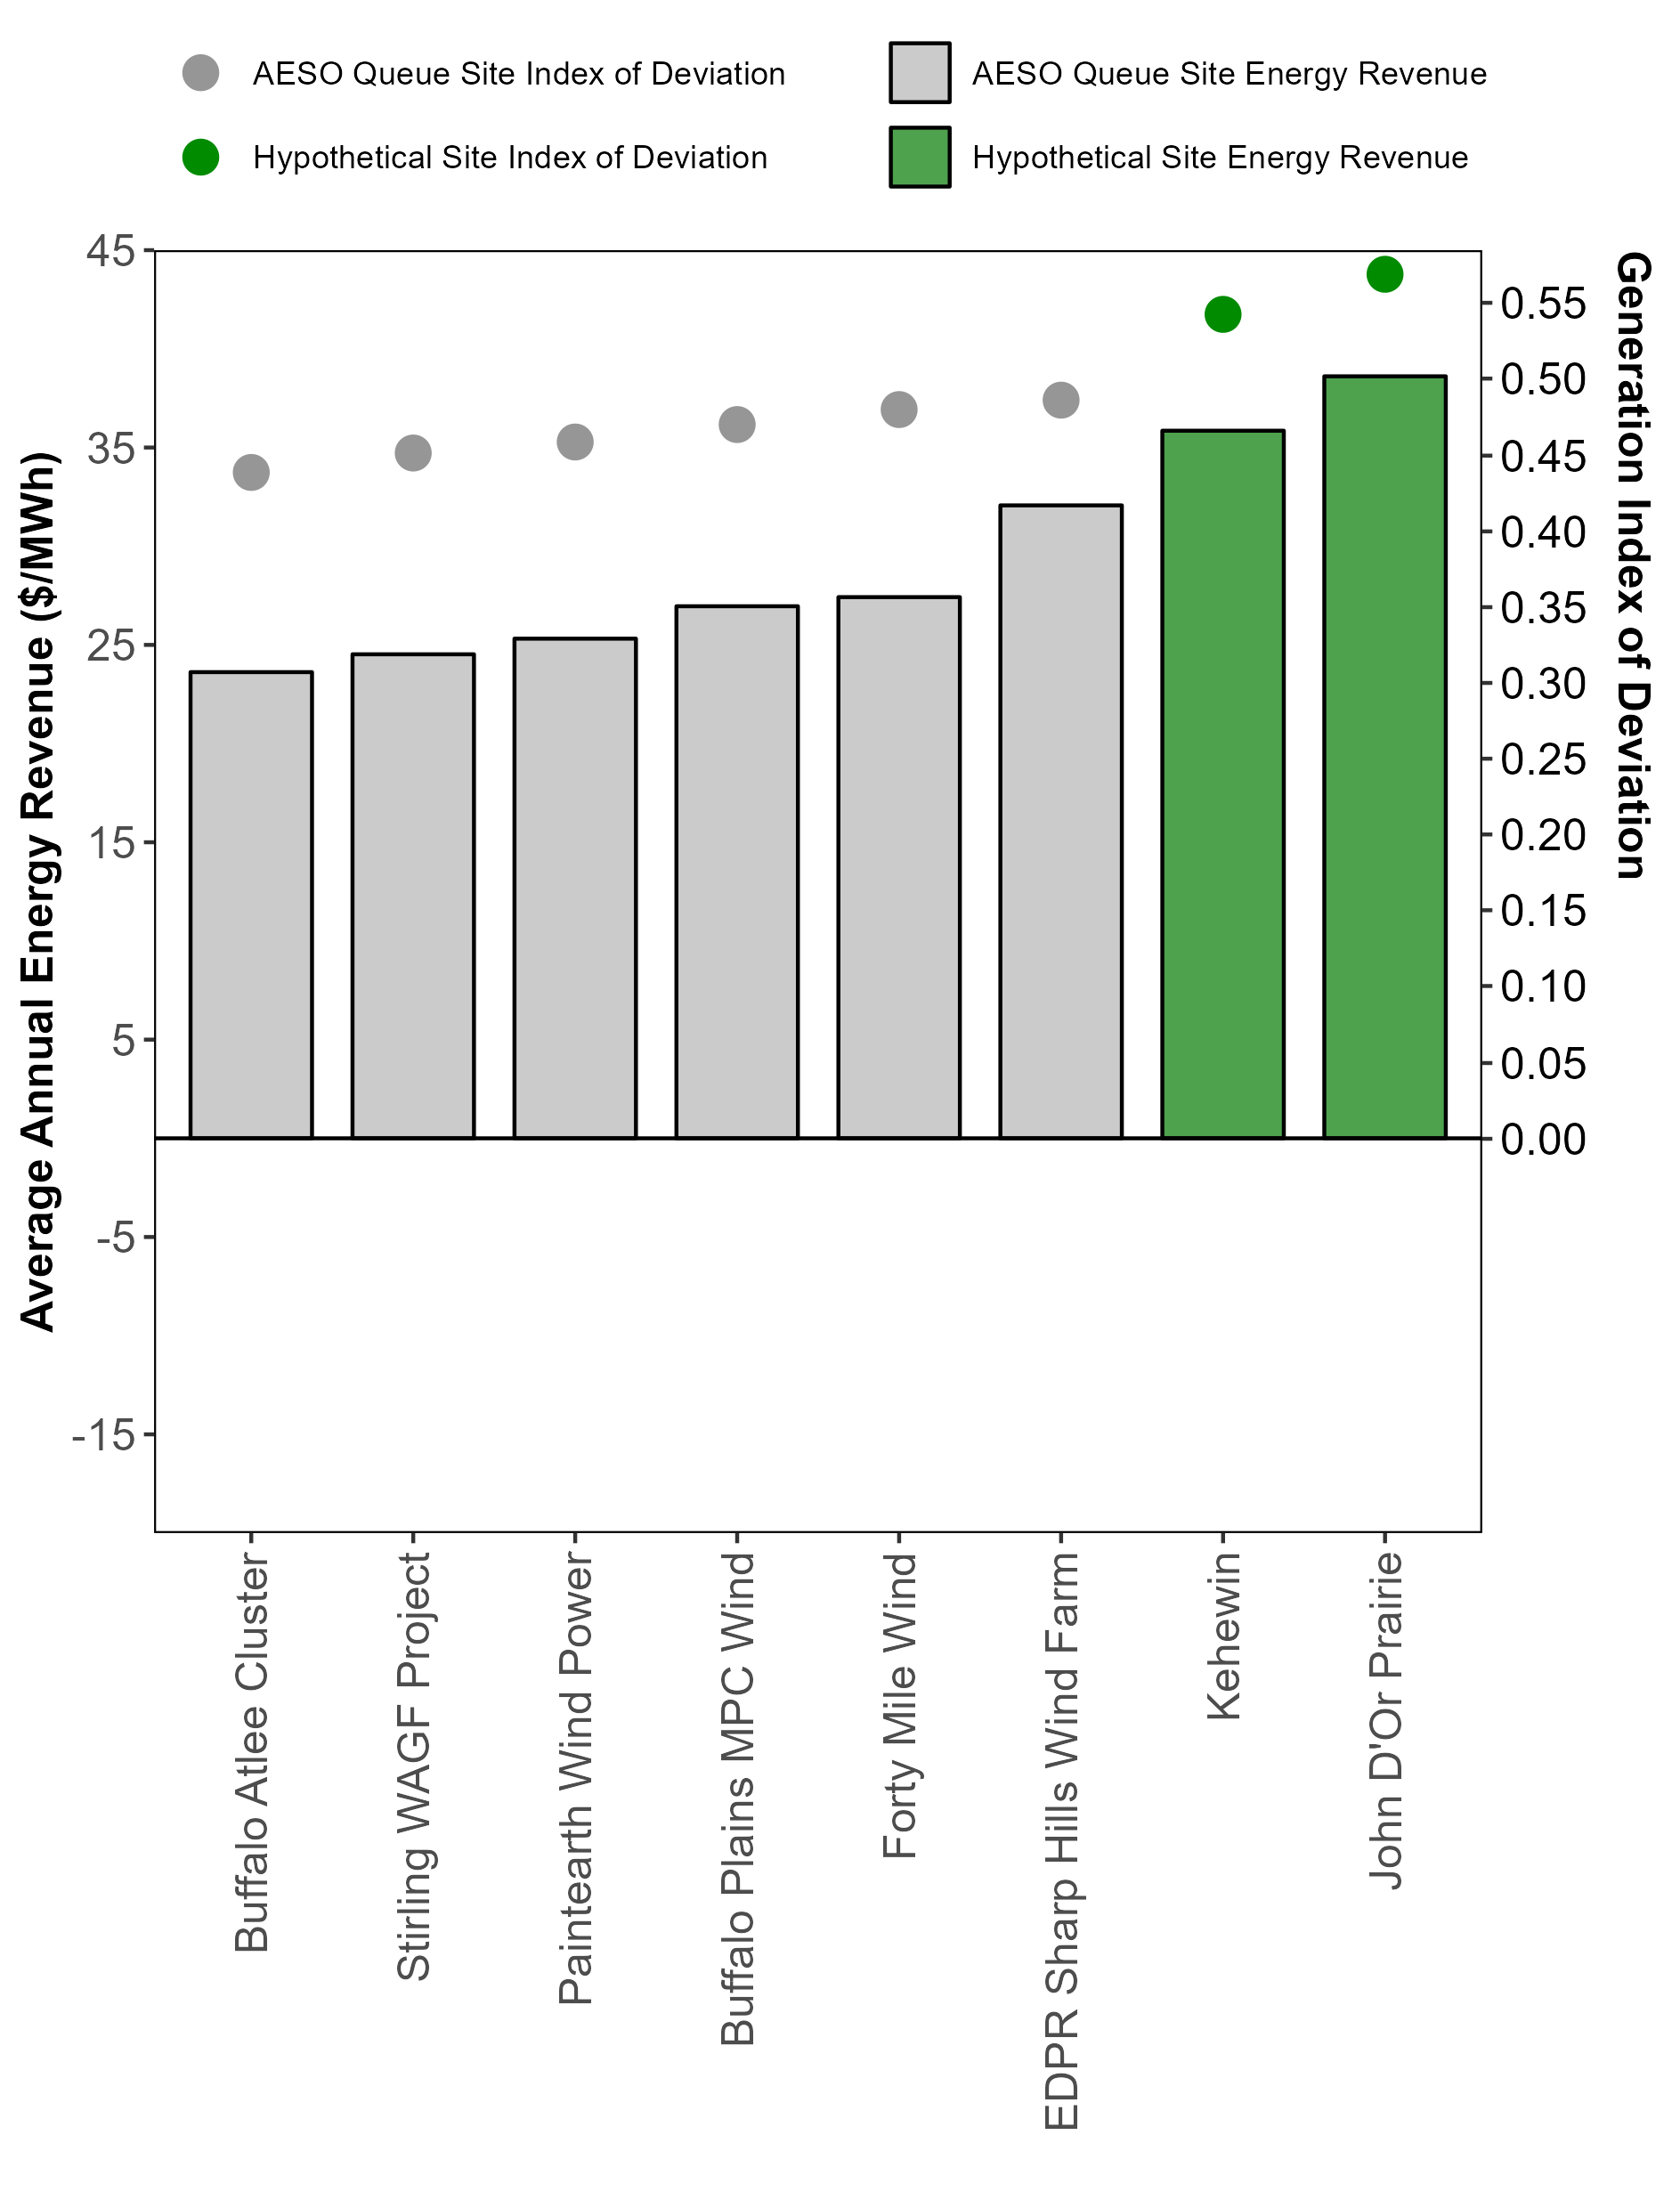 AESO Queue Site Index of Deviation
AESO Queue Site Energy Revenue
Hypothetical Site Index of Deviation
Hypothetical Site Energy Revenue
Average Annual Energy Revenue ($/MWh)
45
35
25
15
5
-5
-15
0.55
0.50
0.45
0.40
0.35
0.30
0.25
0.20
0.15
0.10
0.05
0.00
Generation Index of Deviation
Buffalo Atlee Cluster
Stirling WAGF Project
Paintearth Wind Power
Buffalo Plains MPC Wind
Forty Mile Wind
EDPR Sharp Hills Wind Farm
Kehewin
John D'Or Prairie